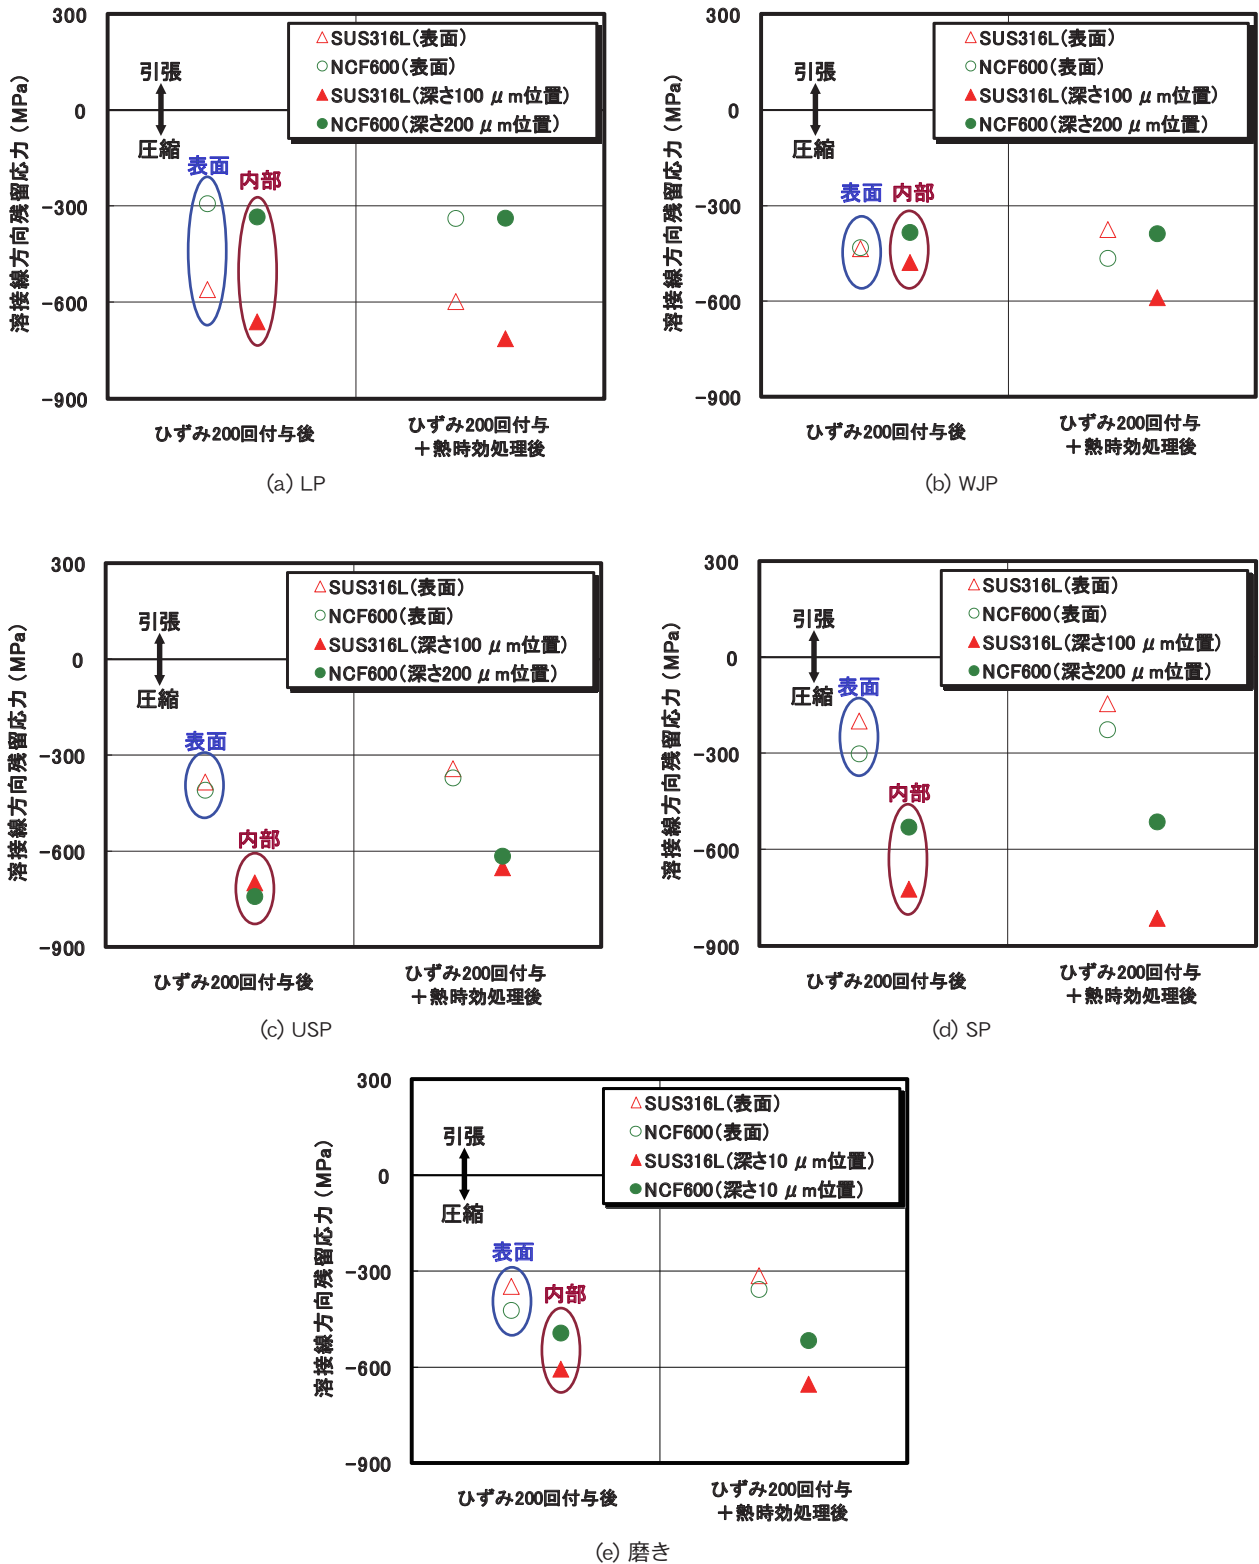 溶接線方向残留応力 (MPa)
300
0
-300
-600
-900
引張
圧縮
表面
内部
SUS316L(表面)
NCF600(表面)
SUS316L(深さ100 μm位置)
NCF600(深さ200 μm位置)
ひずみ200回付与後
ひずみ200回付与
+熱時効処理後
(a) LP
溶接線方向残留応力 (MPa)
300
0
-300
-600
-900
引張
圧縮
表面
内部
SUS316L(表面)
NCF600(表面)
SUS316L(深さ100 μm位置)
NCF600(深さ200 μm位置)
ひずみ200回付与後
ひずみ200回付与
+熱時効処理後
(b) WJP
溶接線方向残留応力 (MPa)
300
0
-300
-600
-900
引張
圧縮
表面
内部
SUS316L(表面)
NCF600(表面)
SUS316L(深さ100 μm位置)
NCF600(深さ200 μm位置)
ひずみ200回付与後
ひずみ200回付与
+熱時効処理後
(c) USP
溶接線方向残留応力 (MPa)
300
0
-300
-600
-900
引張
圧縮
表面
内部
SUS316L(表面)
NCF600(表面)
SUS316L(深さ100 μm位置)
NCF600(深さ200 μm位置)
ひずみ200回付与後
ひずみ200回付与
+熱時効処理後
(d) SP
溶接線方向残留応力 (MPa)
300
0
-300
-600
-900
引張
圧縮
表面
内部
SUS316L(表面)
NCF600(表面)
SUS316L(深さ10 μm位置)
NCF600(深さ10 μm位置)
ひずみ200回付与後
ひずみ200回付与
+熱時効処理後
(e) 磨き